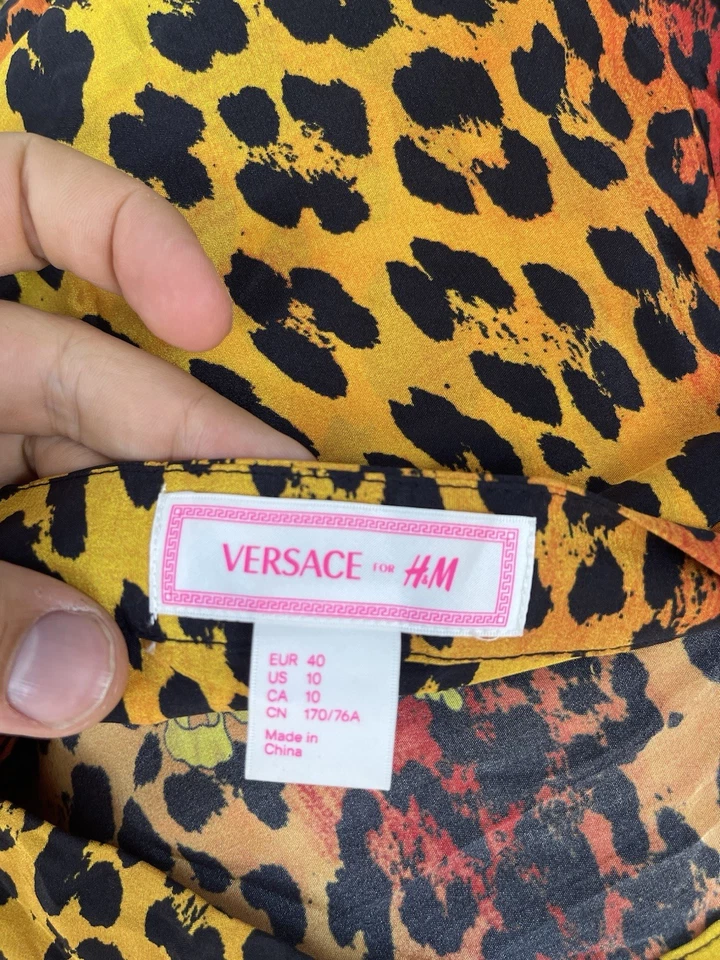 VERSACE FOR H&M
EUR 40
US 10
CA 10
CN 170/76A
Made in
China